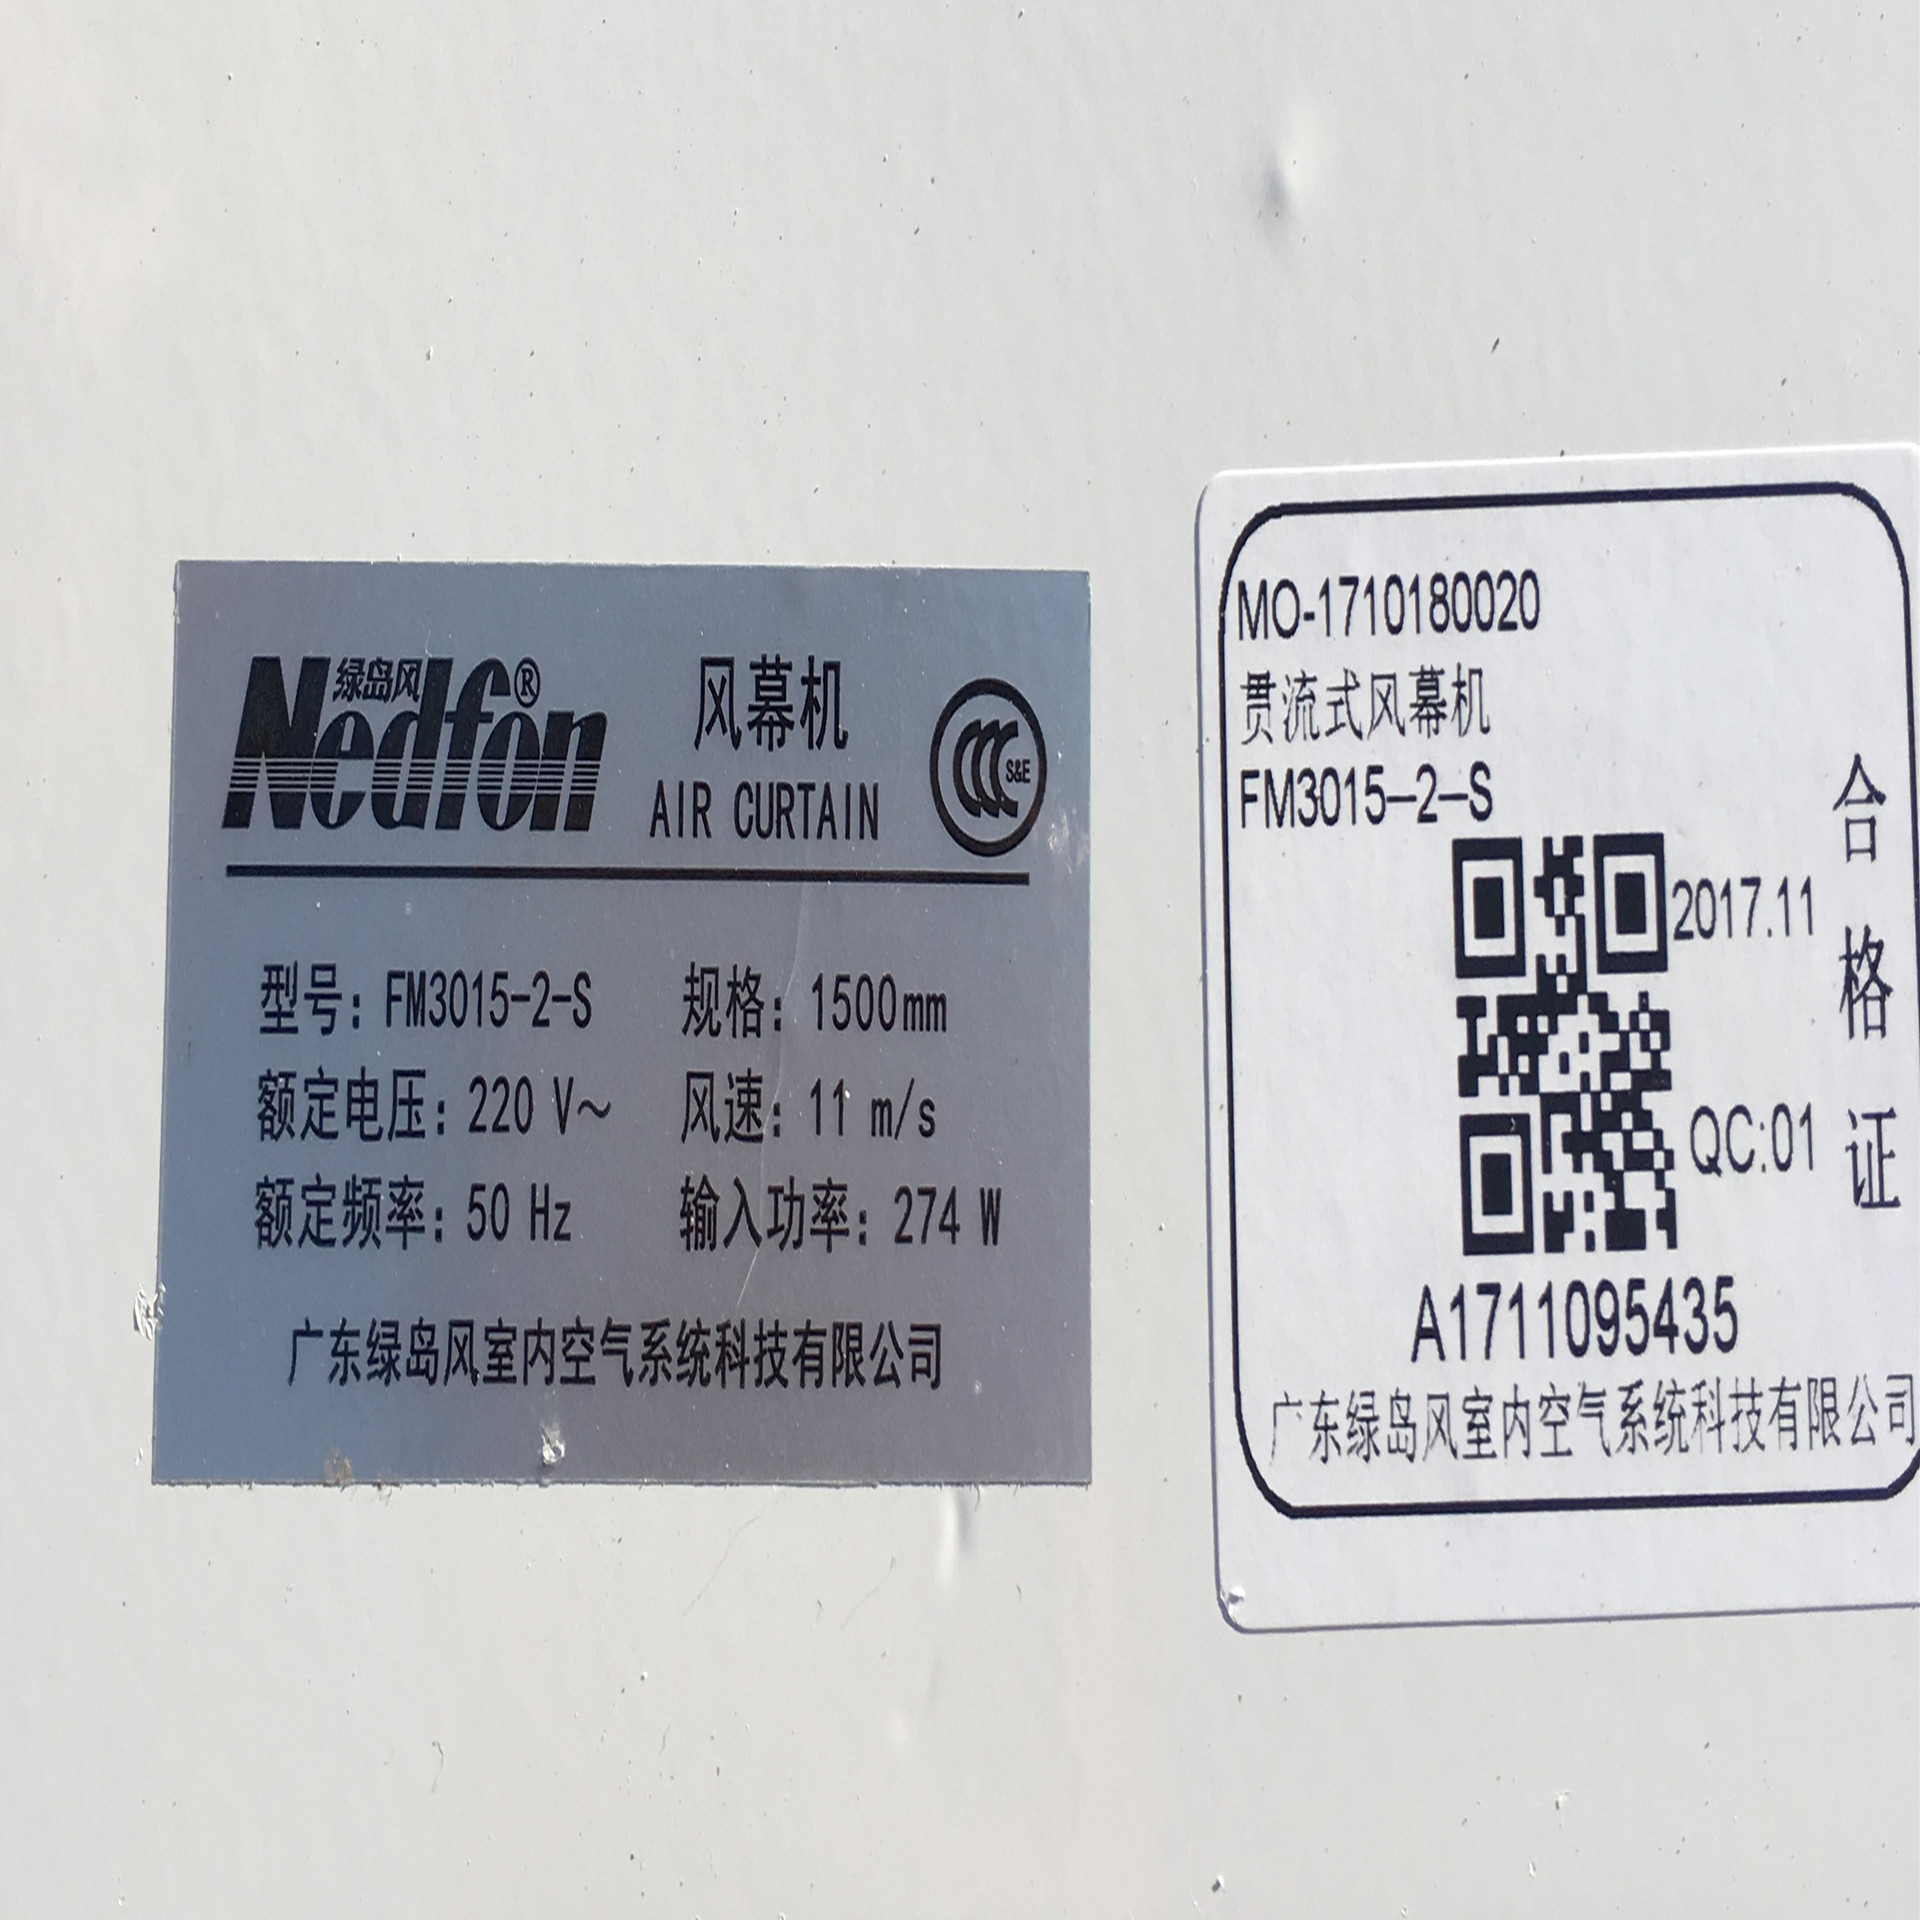 绿岛风
Nedfon®
风幕机
AIR CURTAIN
S&E
型号: FM3015-2-S 规格: 1500mm
额定电压: 220 V～ 风速: 11 m/s
额定频率: 50 Hz 输入功率: 274 W
广东绿岛风室内空气系统科技有限公司
MO-1710180020
贯流式风幕机
FM3015-2-S
2017.11
QC:01
合格证
A1711095435
广东绿岛风室内空气系统科技有限公司